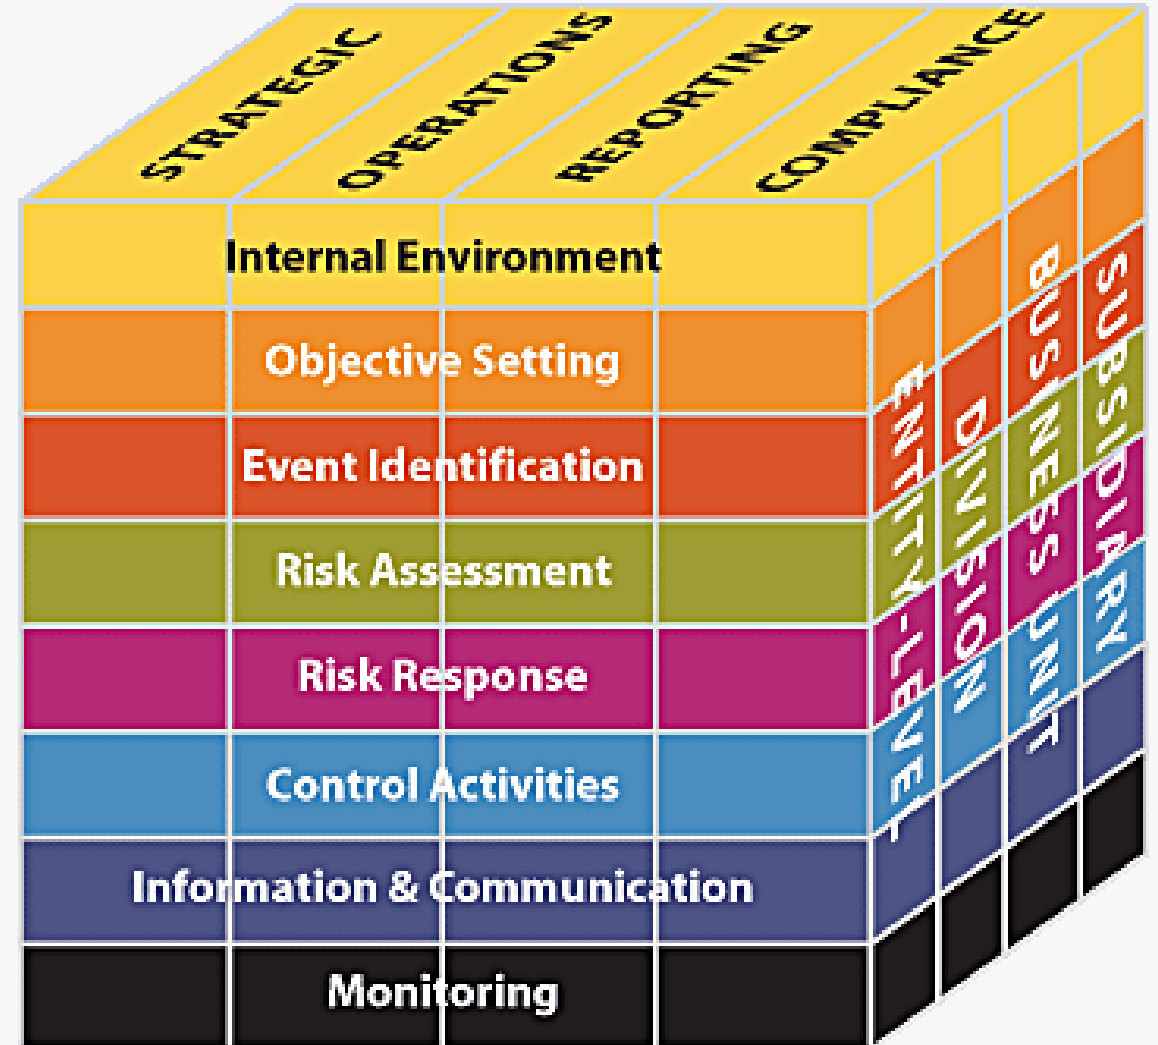 STRATEGIC
OPERATIONS
REPORTING
COMPLIANCE
Internal Environment
Objective Setting
Event Identification
Risk Assessment
Risk Response
Control Activities
Information & Communication
Monitoring
ENTITY-LEVEL
DIVISION
BUSINESS UNIT
SUBSIDIARY